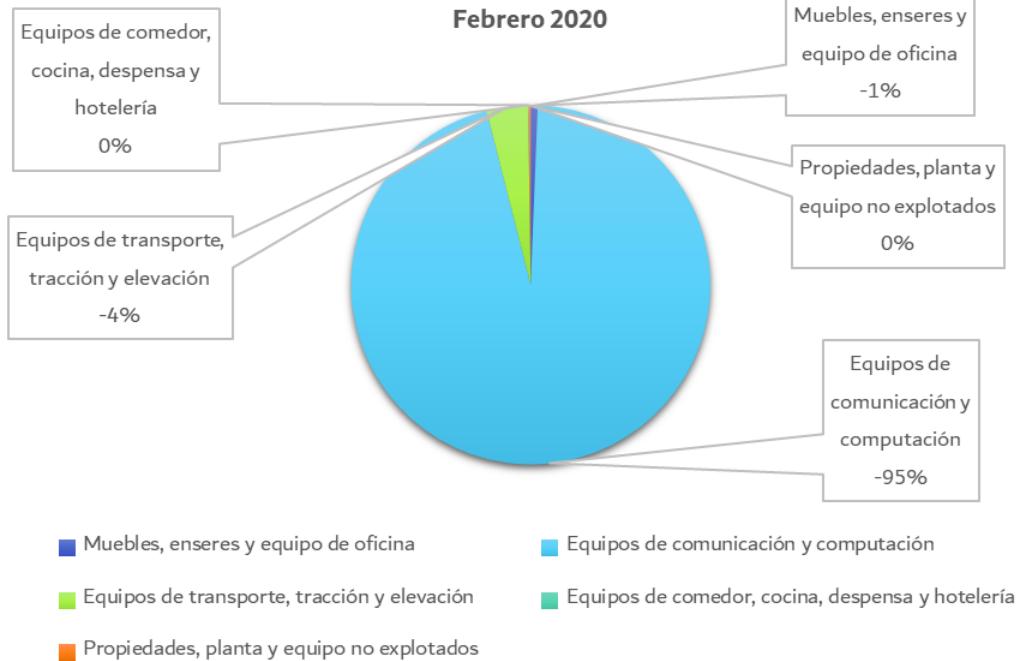 Febrero 2020
Equipos de comedor,
cocina, despensa y
hotelería
0%
Muebles, enseres y
equipo de oficina
-1%
Propiedades, planta y
equipo no explotados
0%
Equipos de transporte,
tracción y elevación
-4%
Equipos de
comunicación y
computación
-95%
Muebles, enseres y equipo de oficina
Equipos de comunicación y computación
Equipos de transporte, tracción y elevación
Equipos de comedor, cocina, despensa y hotelería
Propiedades, planta y equipo no explotados